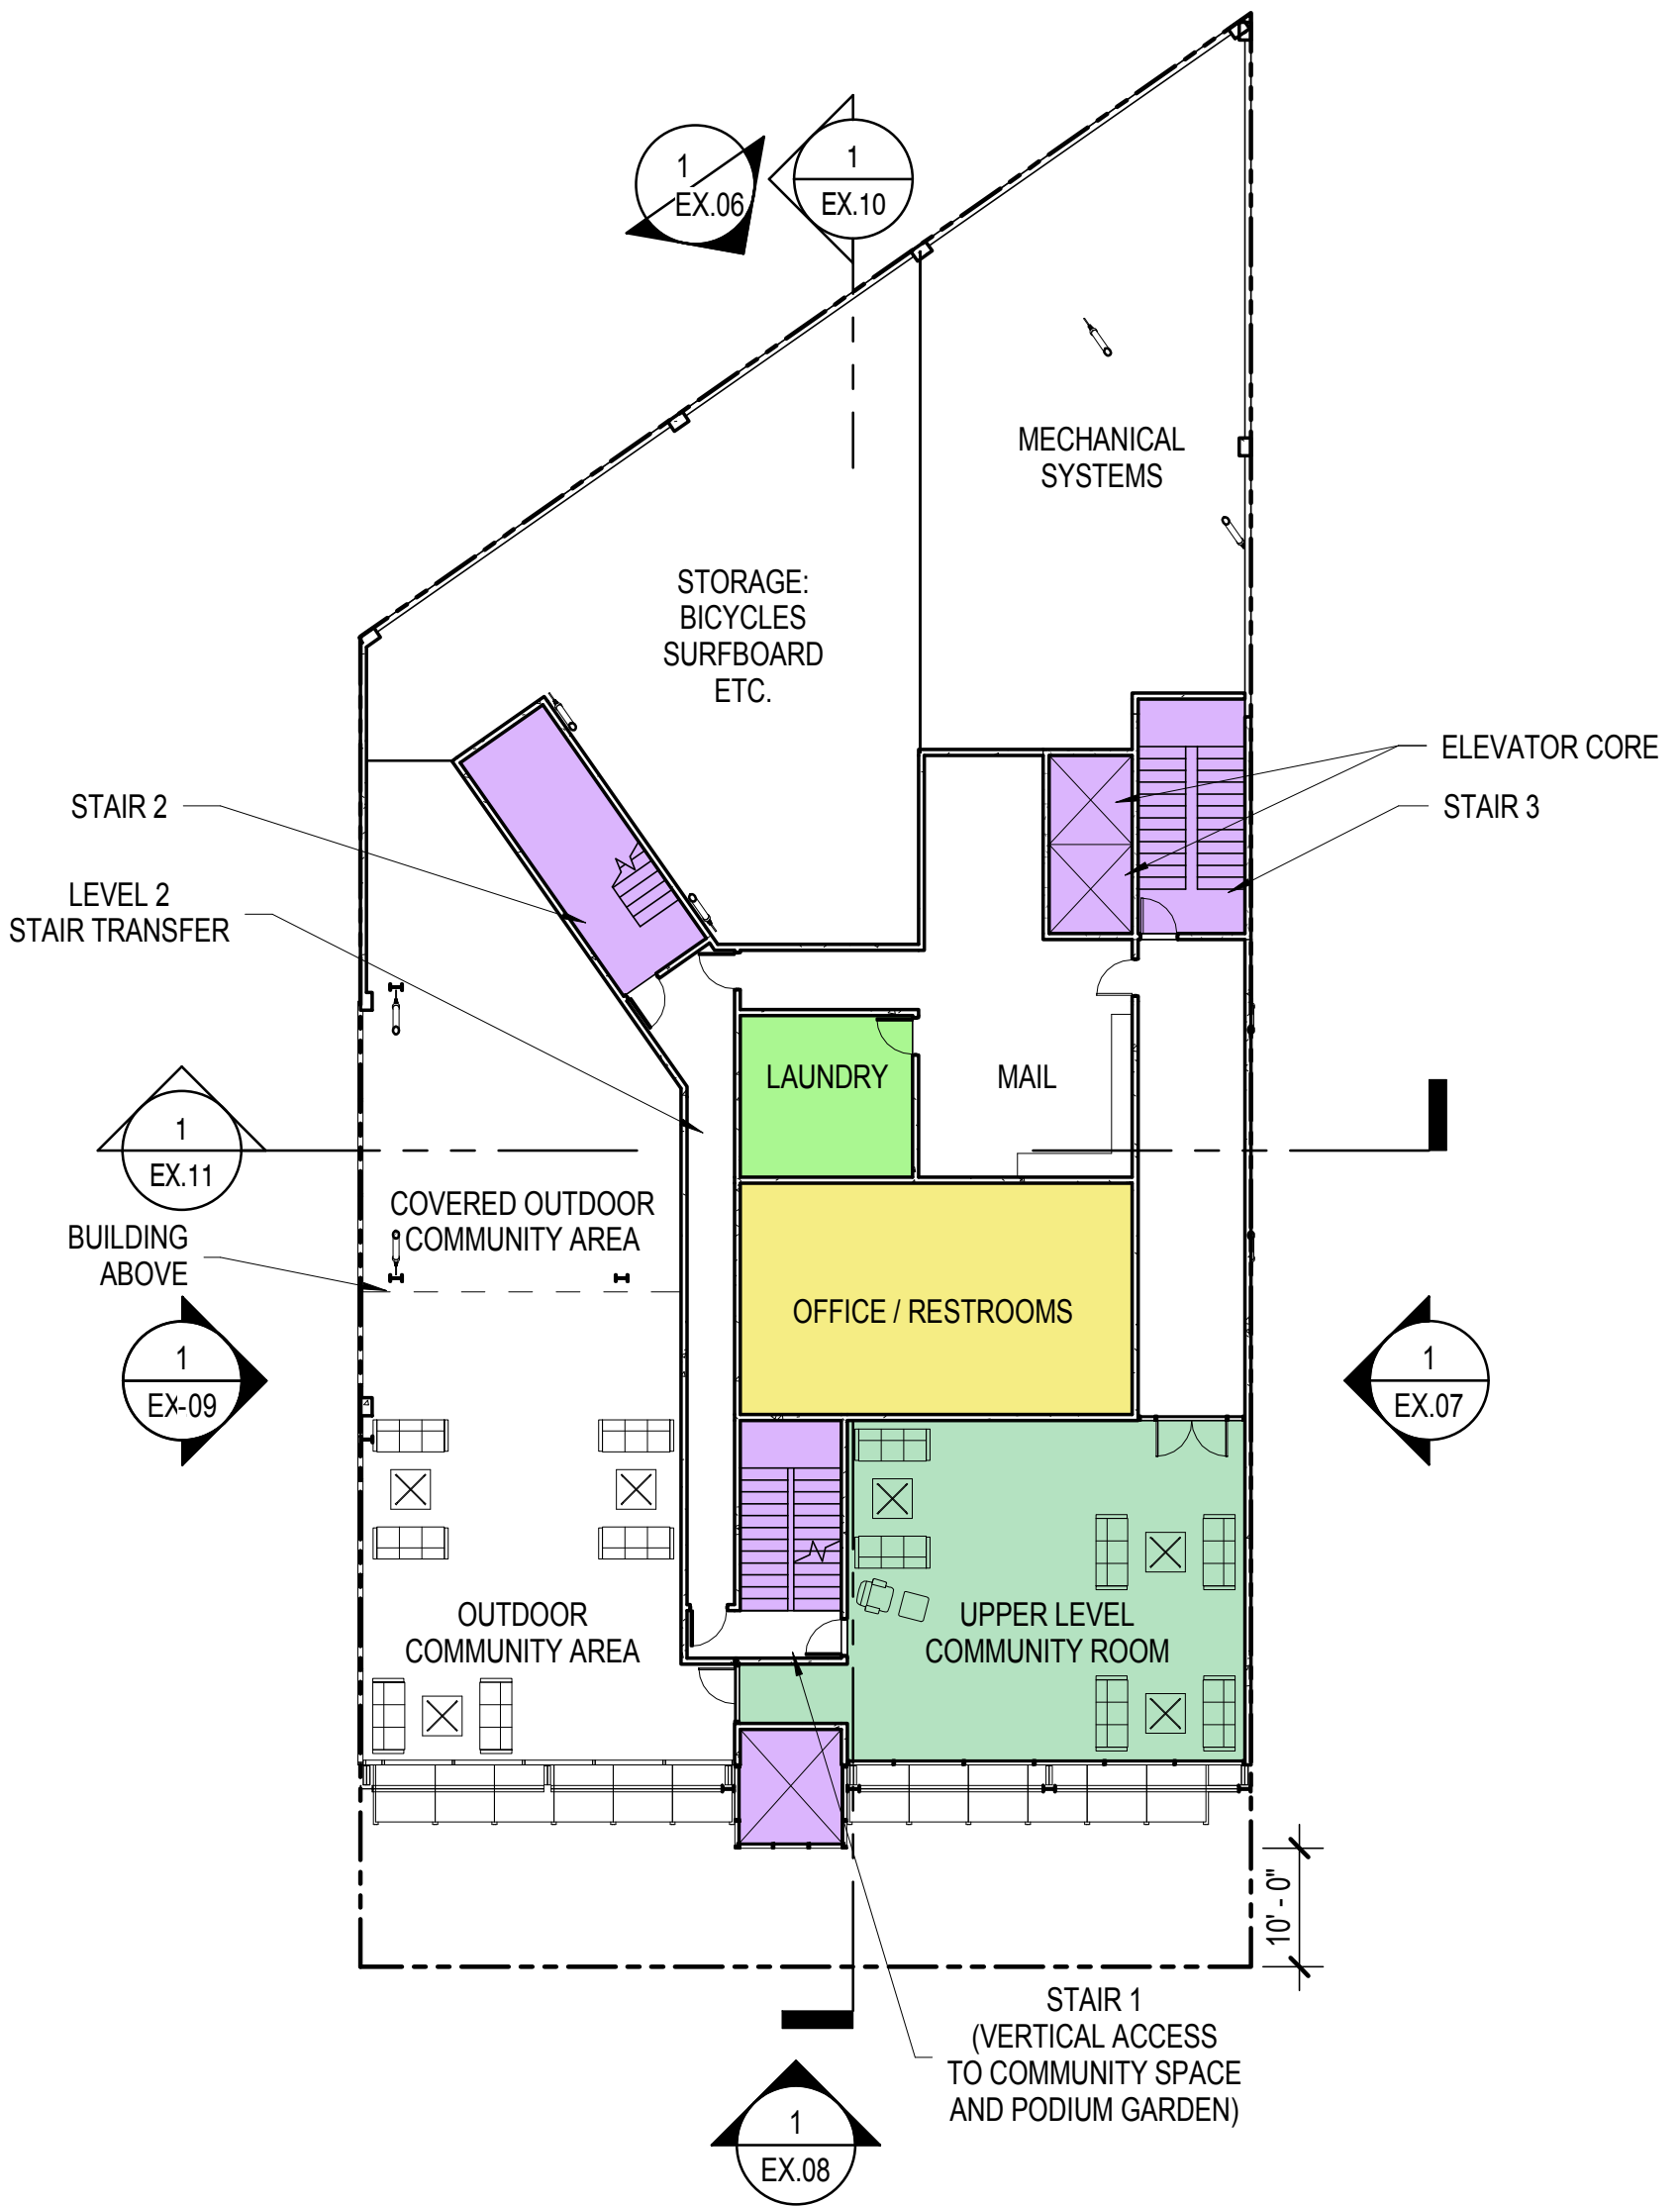 1
EX.06
1
EX.10
MECHANICAL
SYSTEMS
STORAGE:
BICYCLES
SURFBOARD
ETC.
ELEVATOR CORE
STAIR 2
STAIR 3
LEVEL 2
STAIR TRANSFER
LAUNDRY
MAIL
1
EX.11
COVERED OUTDOOR
COMMUNITY AREA
BUILDING
ABOVE
OFFICE / RESTROOMS
1
EX-09
1
EX.07
OUTDOOR
COMMUNITY AREA
UPPER LEVEL
COMMUNITY ROOM
10' - 0"
STAIR 1
(VERTICAL ACCESS
TO COMMUNITY SPACE
AND PODIUM GARDEN)
1
EX.08